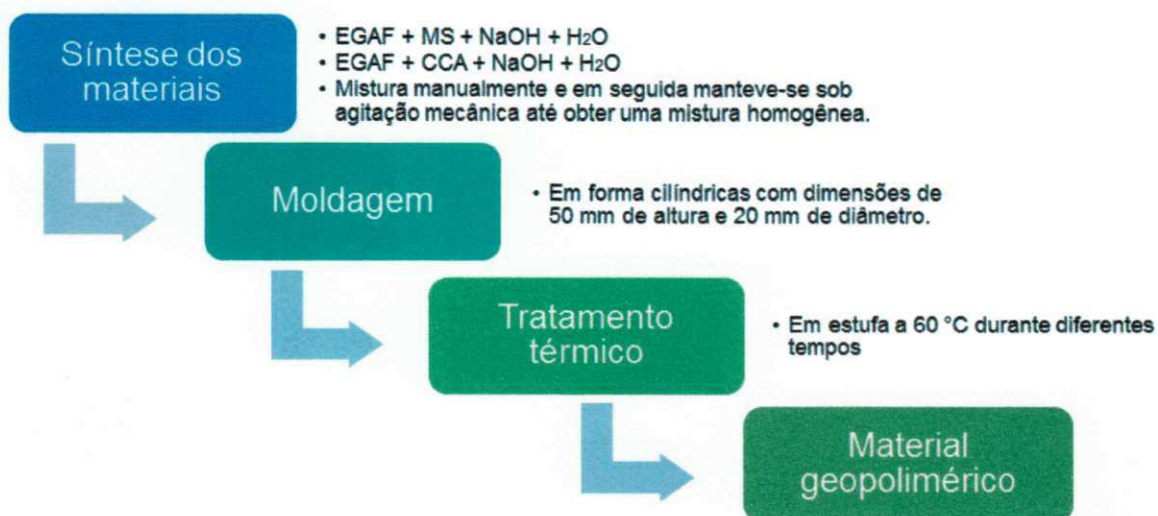 Síntese dos
materiais
• EGAF + MS + NaOH + H2O
• EGAF + CCA + NaOH + H2O
• Mistura manualmente e em seguida manteve-se sob
agitação mecânica até obter uma mistura homogênea.
Moldagem
• Em forma cilíndricas com dimensões de
50 mm de altura e 20 mm de diâmetro.
Tratamento
térmico
• Em estufa a 60 °C durante diferentes
tempos
Material
geopolimérico